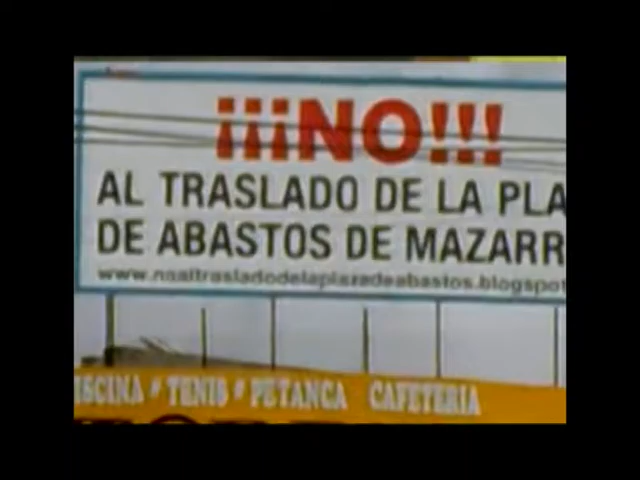 ¡¡¡NO!!!
AL TRASLADO DE LA PLA
DE ABASTOS DE MAZARR
www.noaltrasladodelaplazadeabastos.blogspot
ISCINA * TENIS * PETANCA CAFETERIA